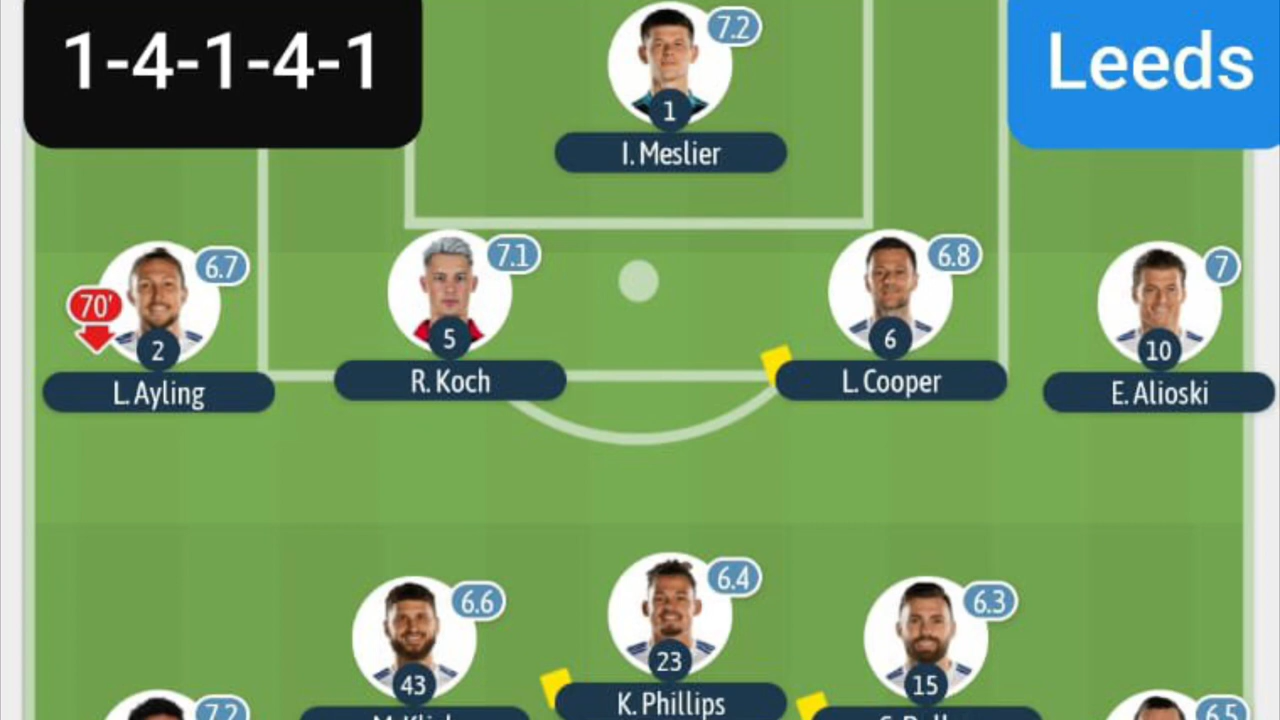 1-4-1-4-1
Leeds
7.2
1
I. Meslier
6.7
70'
2
L. Ayling
7.1
5
R. Koch
6.8
6
L. Cooper
7
10
E. Alioski
6.6
43
6.4
23
K. Phillips
6.3
15
7.2
6.5